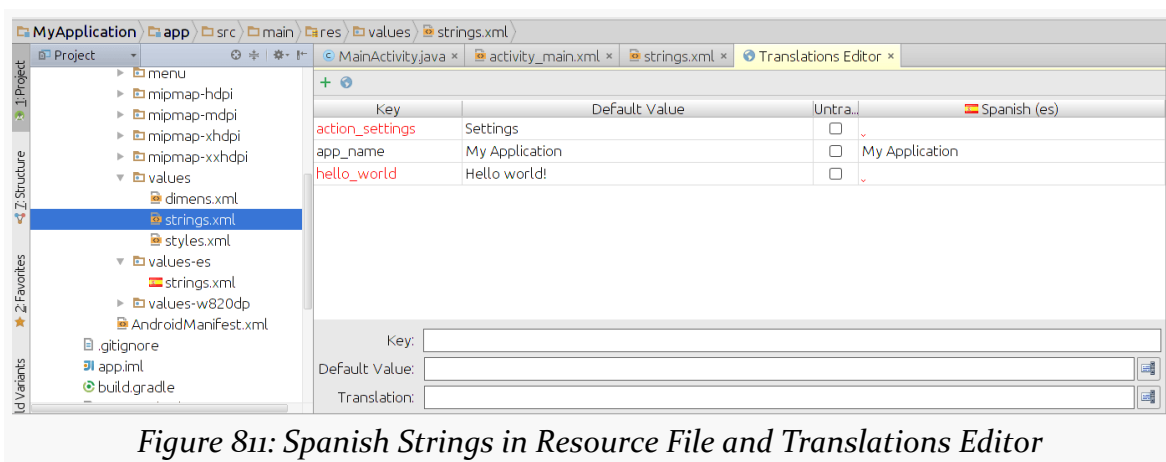 MyApplication app src main res values strings.xml
1: Project
Z: Structure
2: Favorites
ld Variants
Project
menu
mipmap-hdpi
mipmap-mdpi
mipmap-xhdpi
mipmap-xxhdpi
values
dimens.xml
strings.xml
styles.xml
values-es
strings.xml
values-w820dp
AndroidManifest.xml
.gitignore
app.iml
build.gradle
MainActivity.java × activity_main.xml × strings.xml × Translations Editor ×
Key Default Value Untra... Spanish (es)
action_settings Settings
app_name My Application My Application
hello_world Hello world!
Key:
Default Value:
Translation:
Figure 811: Spanish Strings in Resource File and Translations Editor